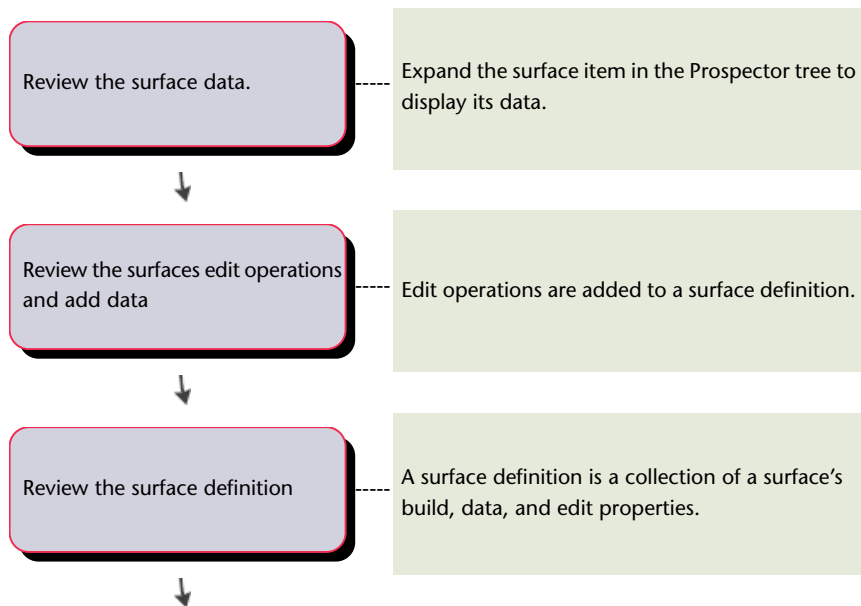 Review the surface data.
Expand the surface item in the Prospector tree to
display its data.
Review the surfaces edit operations
and add data
Edit operations are added to a surface definition.
Review the surface definition
A surface definition is a collection of a surface’s
build, data, and edit properties.